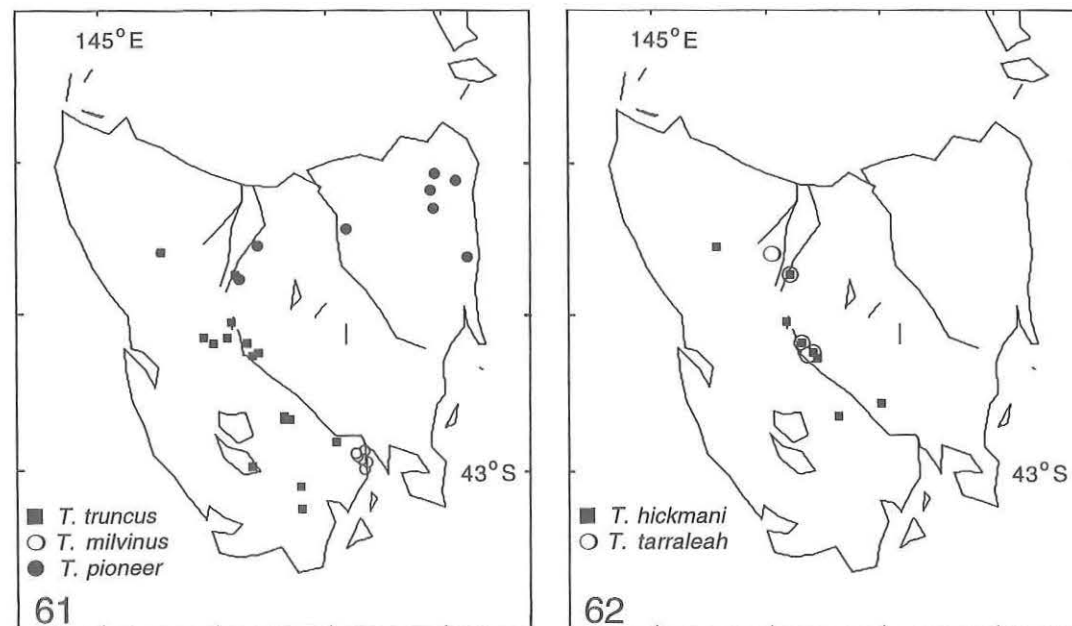 145°E
43°S
T. truncus
T. milvinus
T. pioneer
61
145°E
43°S
T. hickmani
T. tarraleah
62